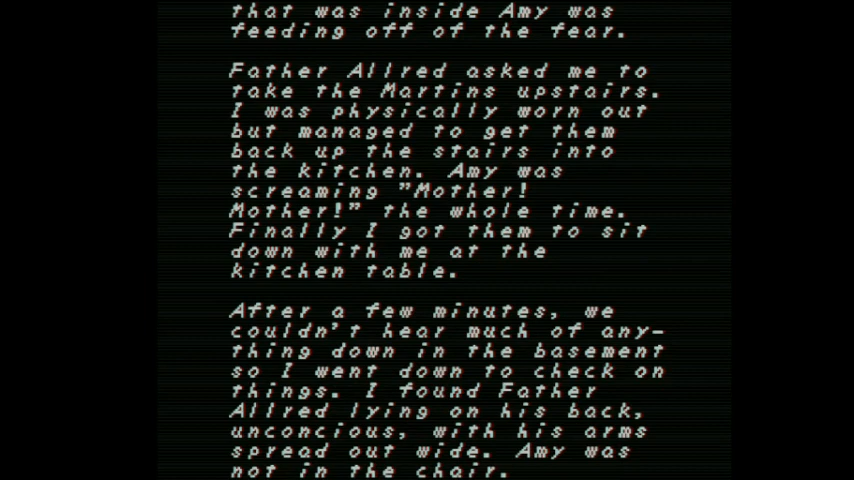 that was inside Amy was
feeding off of the fear.
Father Allred asked me to
take the Martins upstairs.
I was physically worn out
but managed to get them
back up the stairs into
the kitchen. Amy was
screaming "Mother!
Mother!" the whole time.
Finally I got them to sit
down with me at the
kitchen table.
After a few minutes, we
couldn't hear much of any-
thing down in the basement
so I went down to check on
things. I found Father
Allred lying on his back,
unconcious, with his arms
spread out wide. Amy was
not in the chair.